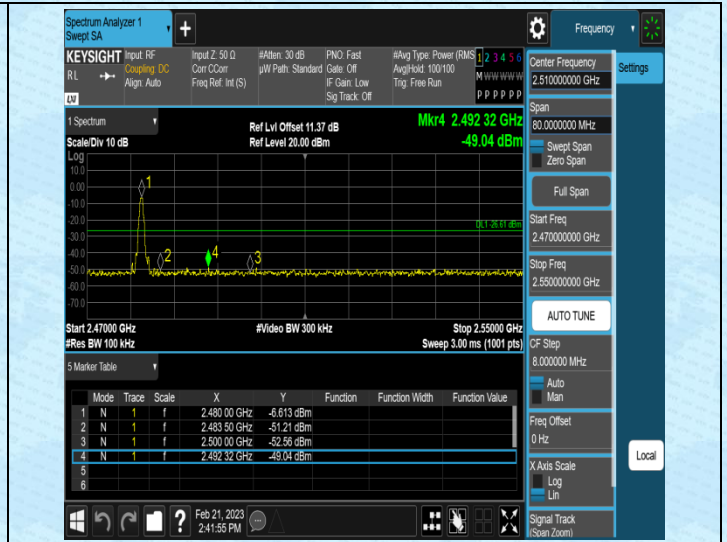 Spectrum Analyzer 1
Swept SA
+
Frequency
KEYSIGHT
RL
LXI
Input: RF
Coupling: DC
Align: Auto
Input Z: 50 Ω
Corr CCorr
Freq Ref: Int (S)
#Atten: 30 dB
µW Path: Standard
PNO: Fast
Gate: Off
IF Gain: Low
Sig Track: Off
#Avg Type: Power (RMS
Avg|Hold: 100/100
Trig: Free Run
1 2 3 4 5 6
M W W W W W
P P P P P P
1 Spectrum
Scale/Div 10 dB
Ref Lvl Offset 11.37 dB
Ref Level 20.00 dBm
Mkr4 2.492 32 GHz
-49.04 dBm
Log
10.0
0.00
-10.0
-20.0
-30.0
-40.0
-50.0
-60.0
-70.0
1
2
4
3
DL1 -26.61 dBm
Start 2.47000 GHz
#Res BW 100 kHz
#Video BW 300 kHz
Stop 2.55000 GHz
Sweep 3.00 ms (1001 pts)
5 Marker Table
Mode Trace Scale X Y Function Function Width Function Value
1 N 1 f 2.480 00 GHz -6.613 dBm
2 N 1 f 2.483 50 GHz -51.21 dBm
3 N 1 f 2.500 00 GHz -52.56 dBm
4 N 1 f 2.492 32 GHz -49.04 dBm
5
6
?
Feb 21, 2023
2:41:55 PM
Center Frequency
2.510000000 GHz
Span
80.0000000 MHz
Swept Span
Zero Span
Full Span
Start Freq
2.470000000 GHz
Stop Freq
2.550000000 GHz
AUTO TUNE
CF Step
8.000000 MHz
Auto
Man
Freq Offset
0 Hz
X Axis Scale
Log
Lin
Signal Track
(Span Zoom)
Settings
Local